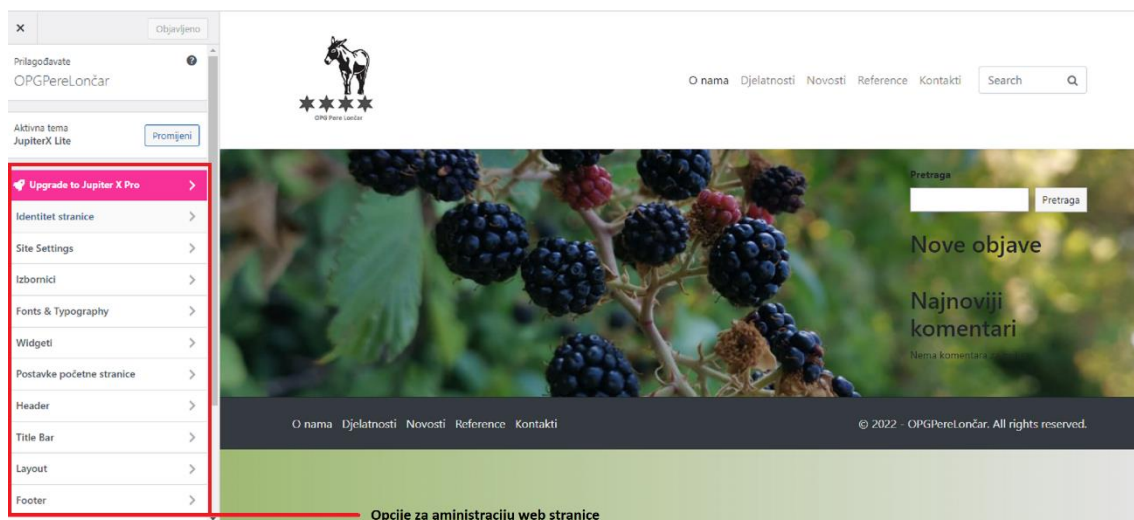 ×
Objavljeno
Prilagođavate
OPGPereLončar
Aktivna tema
JupiterX Lite
Promijeni
Upgrade to Jupiter X Pro
Identitet stranice
Site Settings
Izbornici
Fonts & Typography
Widgeti
Postavke početne stranice
Header
Title Bar
Layout
Footer
OPG Pere Lončar
O nama Djelatnosti Novosti Reference Kontakti Search
Pretraga
Pretraga
Nove objave
Najnoviji
komentari
Nema komentara
O nama Djelatnosti Novosti Reference Kontakti
© 2022 - OPGPereLončar. All rights reserved.
Opcije za aministraciju web stranice